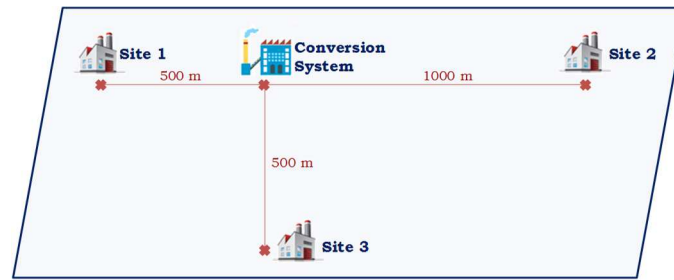 Site 1
Conversion
System
Site 2
500 m
1000 m
500 m
Site 3